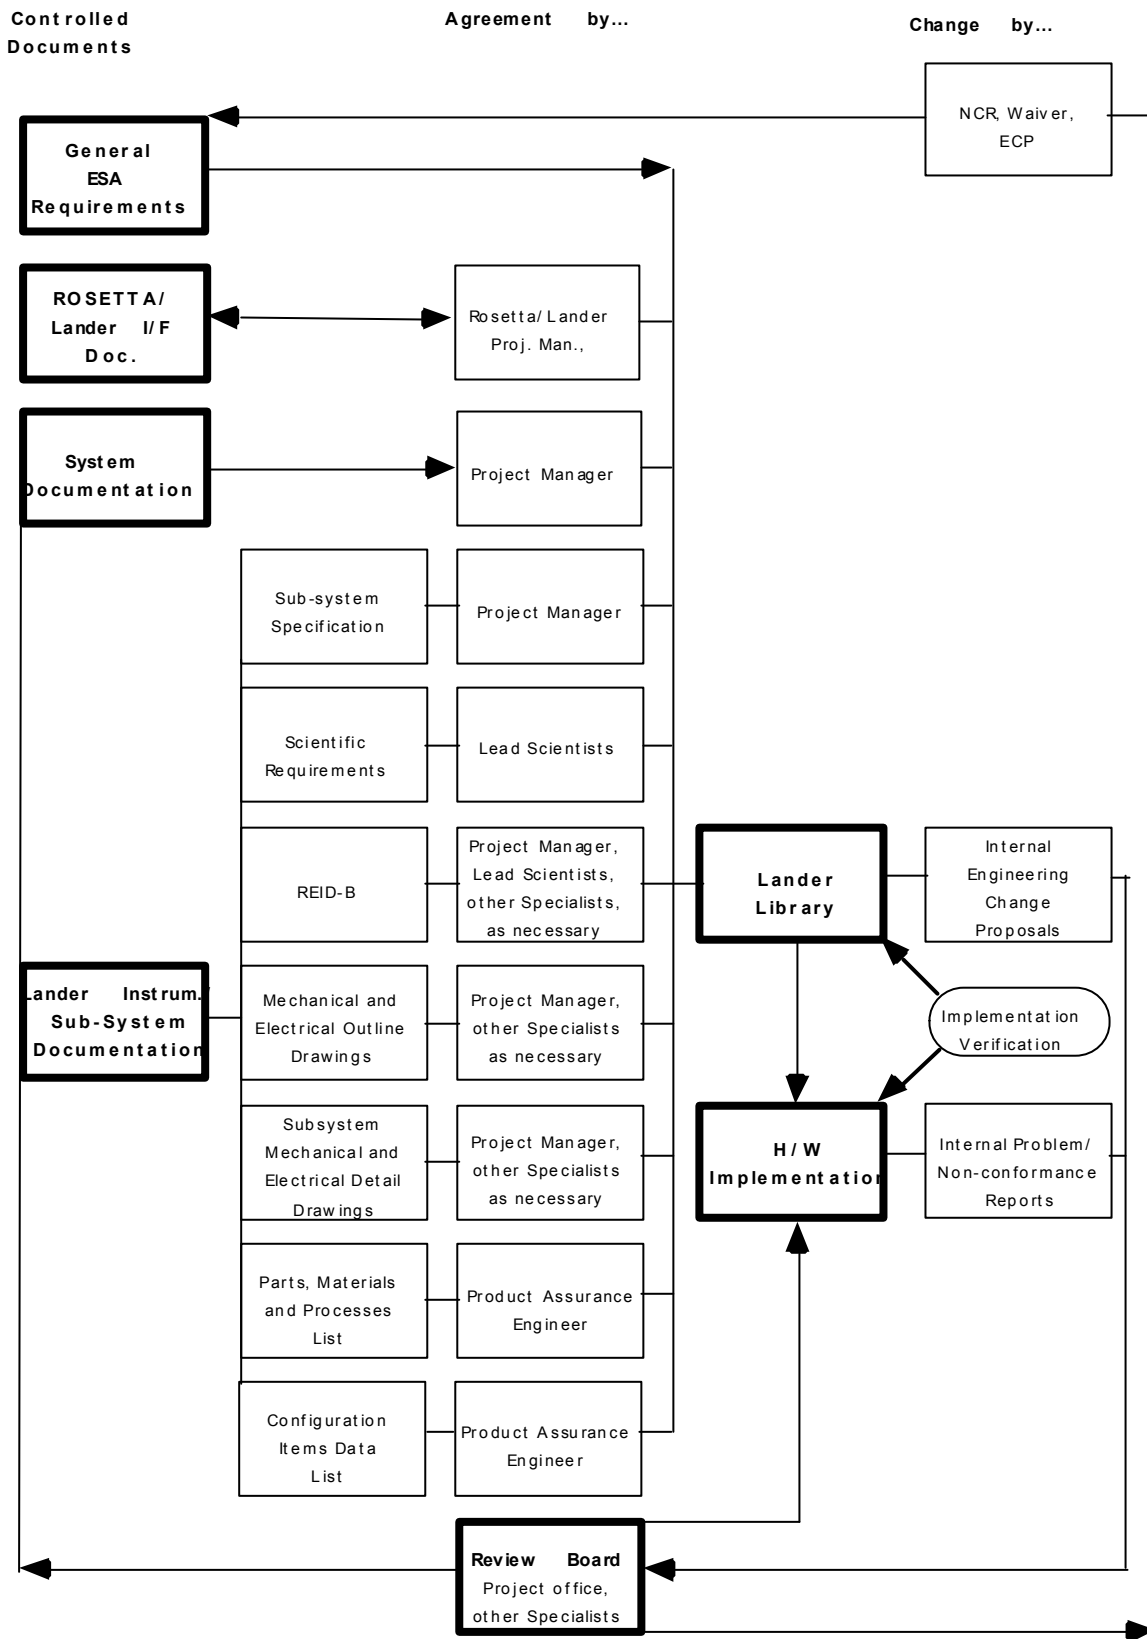 Controlled
Documents
Agreement by...
Change by...
NCR, Waiver,
ECP
General
ESA
Requirements
ROSETTA/
Lander I/F
Doc.
Rosetta/Lander
Proj. Man.,
System
Documentation
Project Manager
Sub-system
Specification
Project Manager
Scientific
Requirements
Lead Scientists
REID-B
Project Manager,
Lead Scientists,
other Specialists,
as necessary
Lander
Library
Internal
Engineering
Change
Proposals
Lander Instrum./
Sub-System
Documentation
Mechanical and
Electrical Outline
Drawings
Project Manager,
other Specialists
as necessary
Implementation
Verification
Subsystem
Mechanical and
Electrical Detail
Drawings
Project Manager,
other Specialists
as necessary
H/W
Implementation
Internal Problem/
Non-conformance
Reports
Parts, Materials
and Processes
List
Product Assurance
Engineer
Configuration
Items Data
List
Product Assurance
Engineer
Review Board
Project office,
other Specialists